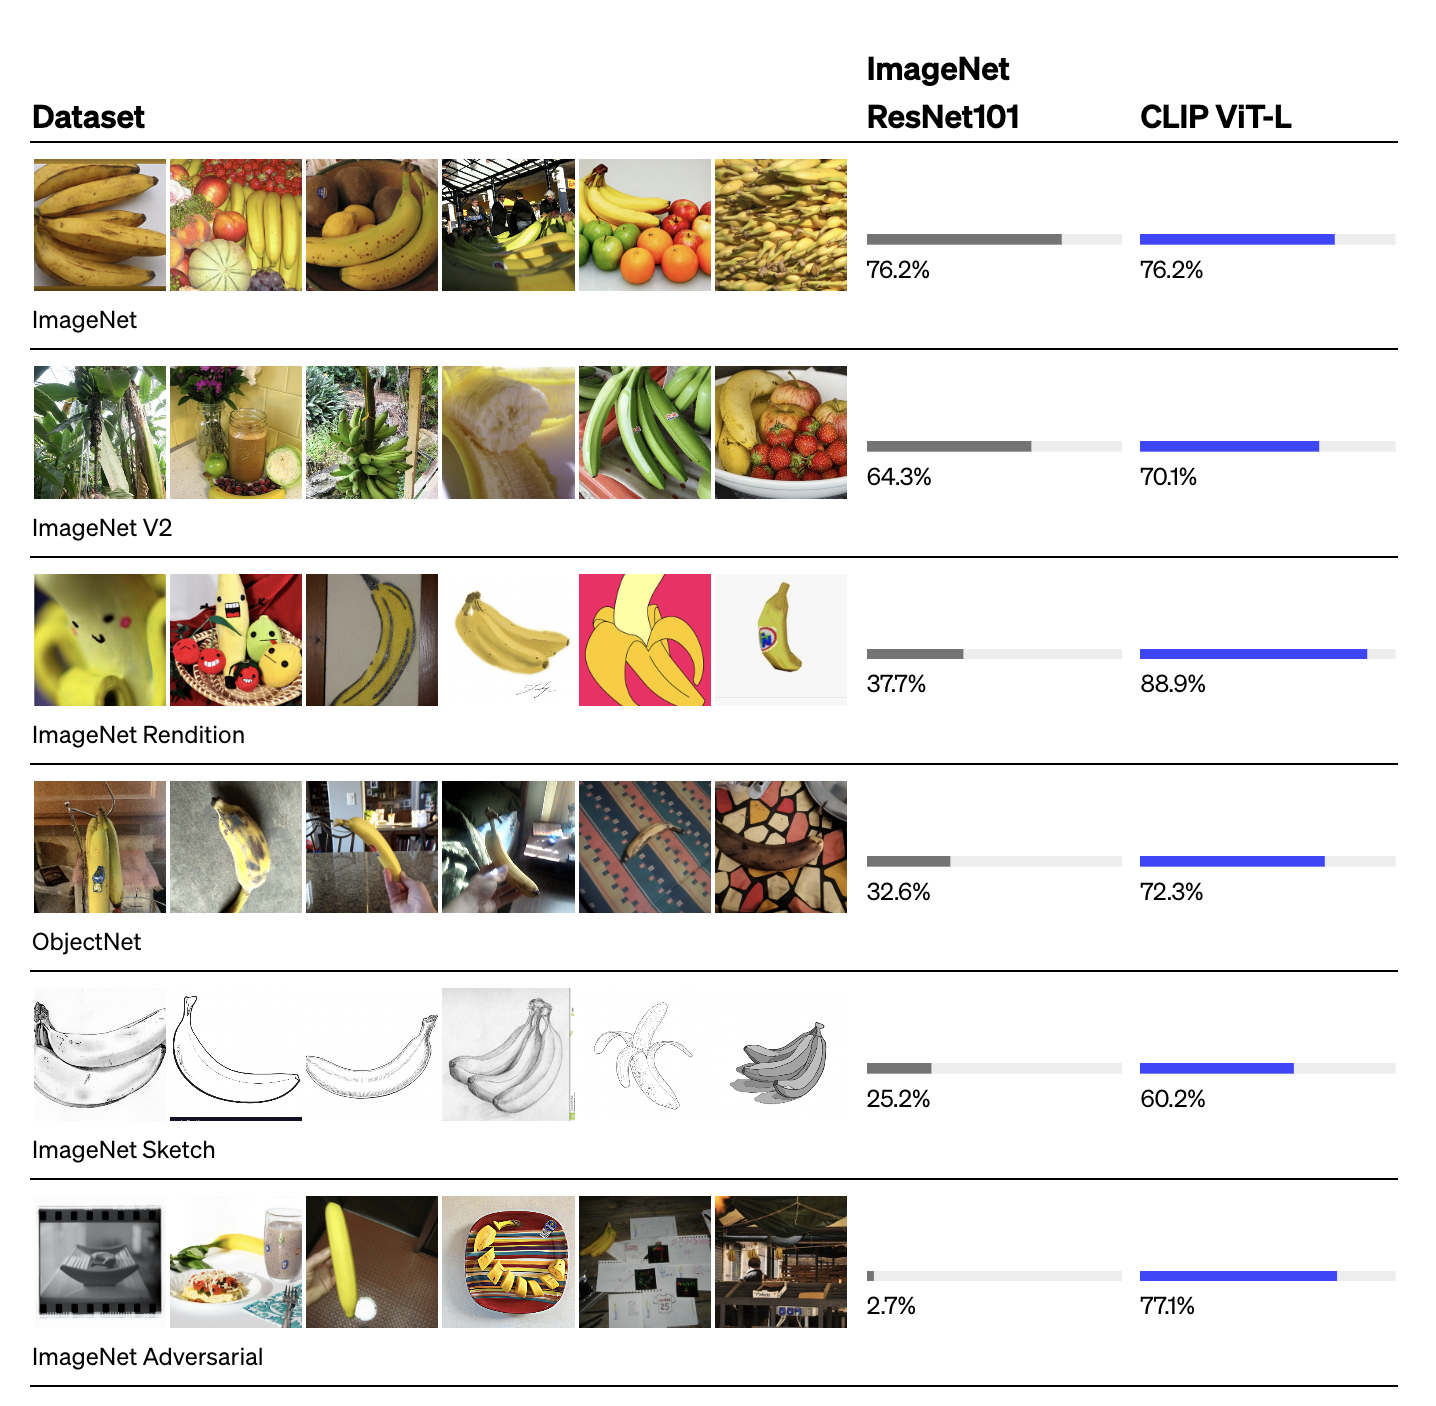 ImageNet
Dataset
ResNet101
CLIP ViT-L
76.2%
76.2%
ImageNet
64.3%
70.1%
ImageNet V2
37.7%
88.9%
ImageNet Rendition
32.6%
72.3%
ObjectNet
25.2%
60.2%
ImageNet Sketch
25
2.7%
77.1%
ImageNet Adversarial